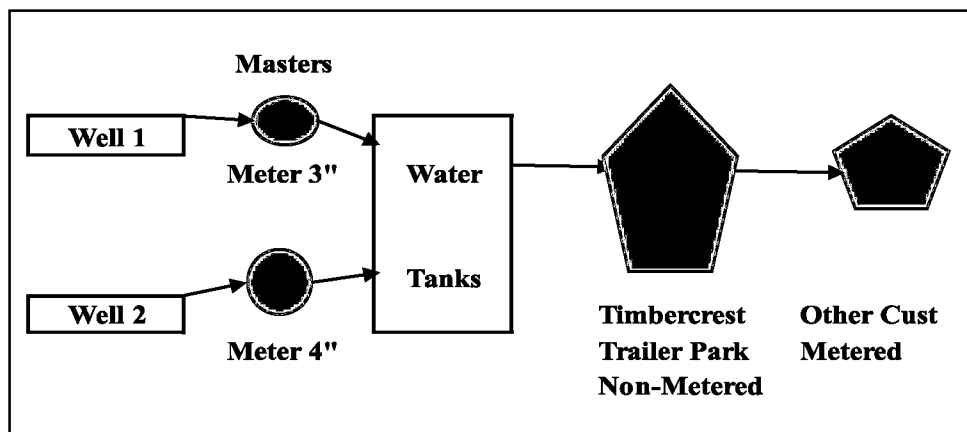 Masters
Well 1
Meter 3"
Water
Tanks
Well 2
Meter 4"
Timbercrest
Trailer Park
Non-Metered
Other Cust
Metered